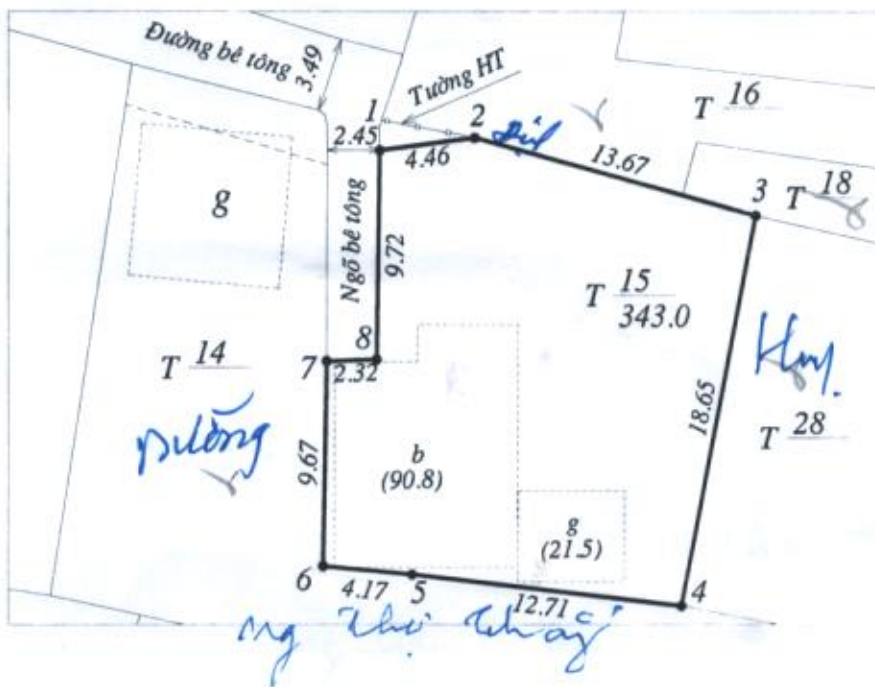 Đường bê tông
3.49
Tường HT
1
2
T 16
2.45
4.46
13.67
3
T 18
g
Ngõ bê tông
9.72
T 15
343.0
8
7
2.32
T 14
Huy.
18.65
T 28
Dưỡng
9.67
b
(90.8)
g
(21.5)
6
4.17
5
12.71
4